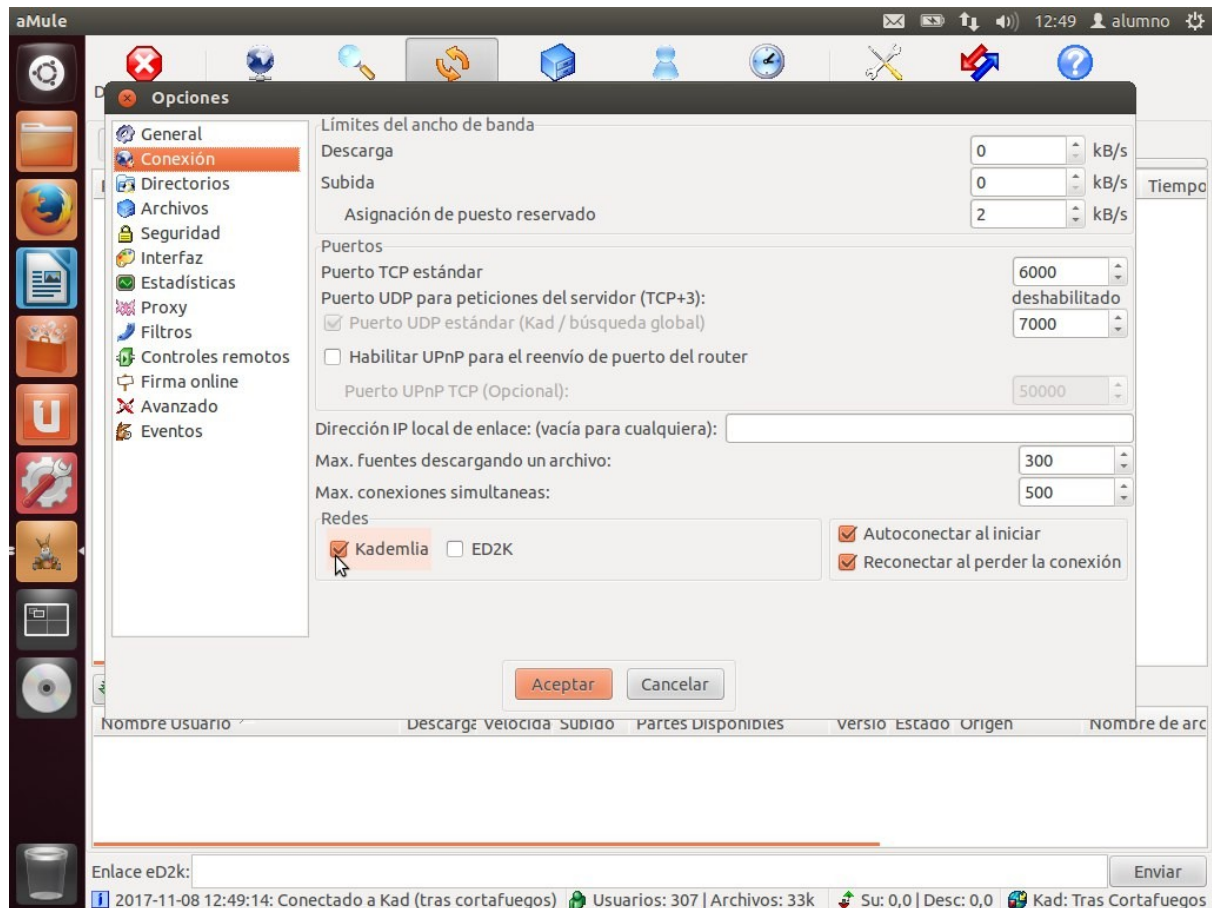 aMule
12:49 alumno
D
Opciones
General
Conexión
Directorios
Archivos
Seguridad
Interfaz
Estadísticas
Proxy
Filtros
Controles remotos
Firma online
Avanzado
Eventos
Límites del ancho de banda
Descarga 0 kB/s
Subida 0 kB/s
Asignación de puesto reservado 2 kB/s
Puertos
Puerto TCP estándar 6000
Puerto UDP para peticiones del servidor (TCP+3): deshabilitado
Puerto UDP estándar (Kad / búsqueda global) 7000
Habilitar UPnP para el reenvío de puerto del router
Puerto UPnP TCP (Opcional): 50000
Dirección IP local de enlace: (vacía para cualquiera):
Max. fuentes descargando un archivo: 300
Max. conexiones simultaneas: 500
Redes
Kademlia ED2K
Autoconectar al iniciar
Reconectar al perder la conexión
Aceptar Cancelar
Tiempo
Nombre Usuario Descarga Velocida Subido Partes Disponibles Versio Estado Origen Nombre de arc
Enlace eD2k: Enviar
2017-11-08 12:49:14: Conectado a Kad (tras cortafuegos) Usuarios: 307 | Archivos: 33k Su: 0,0 | Desc: 0,0 Kad: Tras Cortafuegos